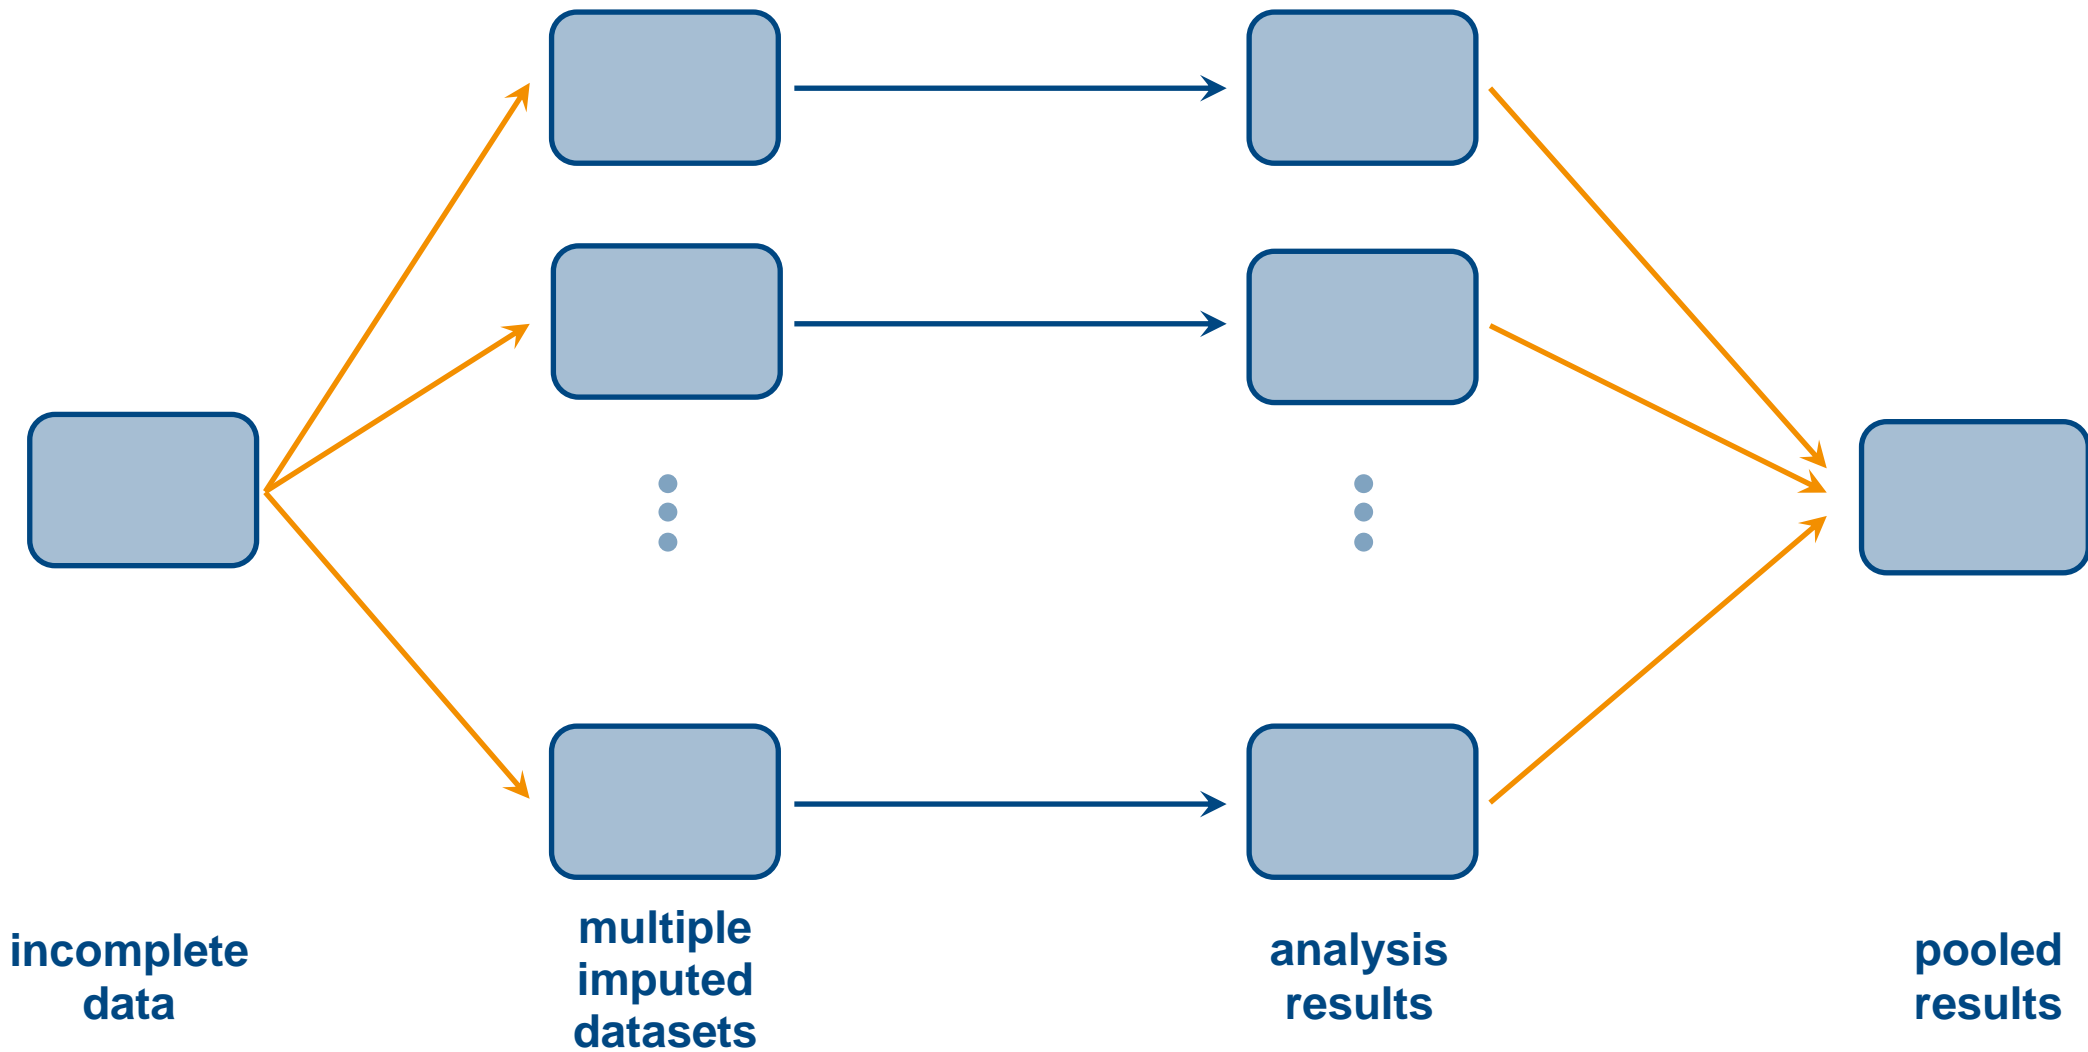 incomplete
data
multiple
imputed
datasets
analysis
results
pooled
results